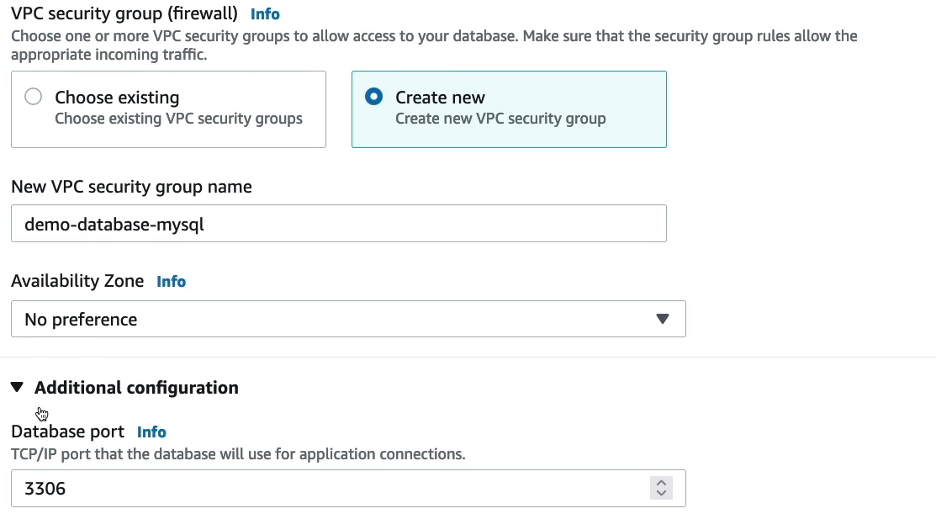 VPC security group (firewall) Info
Choose one or more VPC security groups to allow access to your database. Make sure that the security group rules allow the
appropriate incoming traffic.
Choose existing
Choose existing VPC security groups
Create new
Create new VPC security group
New VPC security group name
demo-database-mysql
Availability Zone Info
No preference
Additional configuration
Database port Info
TCP/IP port that the database will use for application connections.
3306